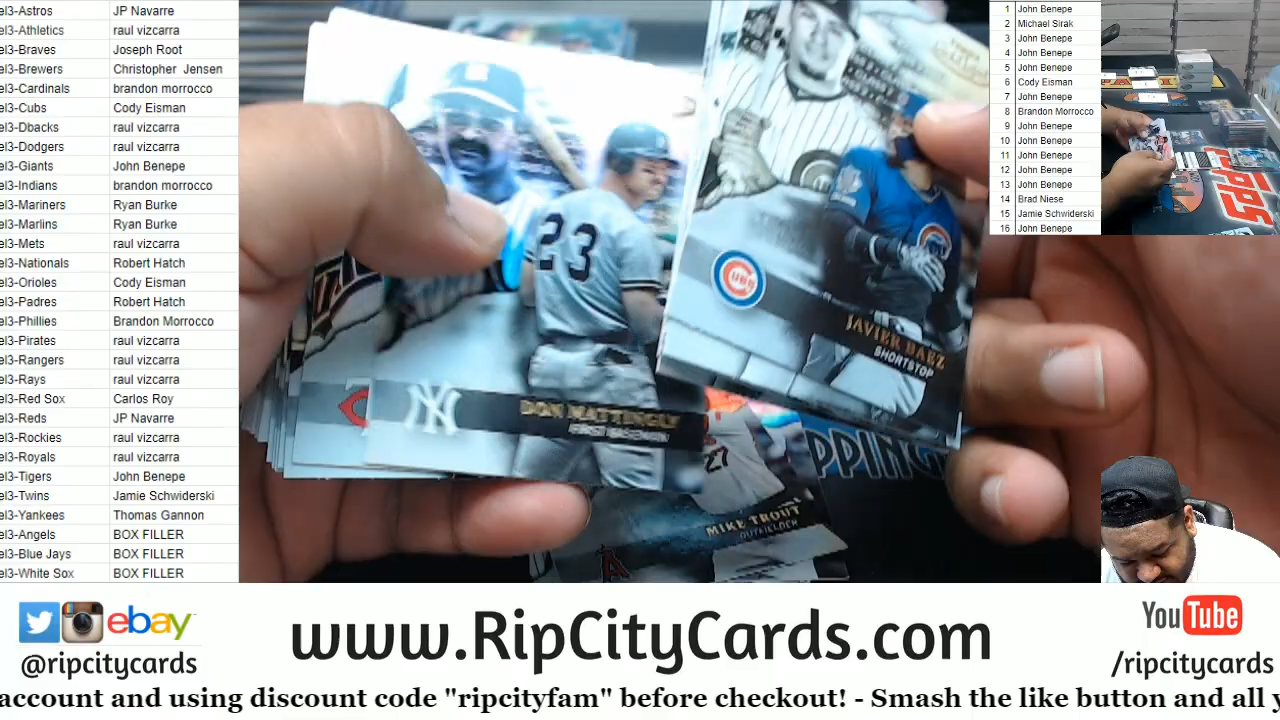 el3-Astros JP Navarre
el3-Athletics raul vizcarra
el3-Braves Joseph Root
el3-Brewers Christopher Jensen
el3-Cardinals brandon morrocco
el3-Cubs Cody Eisman
el3-Dbacks raul vizcarra
el3-Dodgers raul vizcarra
el3-Giants John Benepe
el3-Indians brandon morrocco
el3-Mariners Ryan Burke
el3-Marlins Ryan Burke
el3-Mets raul vizcarra
el3-Nationals Robert Hatch
el3-Orioles Cody Eisman
el3-Padres Robert Hatch
el3-Phillies Brandon Morrocco
el3-Pirates raul vizcarra
el3-Rangers raul vizcarra
el3-Rays raul vizcarra
el3-Red Sox Carlos Roy
el3-Reds JP Navarre
el3-Rockies raul vizcarra
el3-Royals raul vizcarra
el3-Tigers John Benepe
el3-Twins Jamie Schwiderski
el3-Yankees Thomas Gannon
el3-Angels BOX FILLER
el3-Blue Jays BOX FILLER
el3-White Sox BOX FILLER
23
NY
DON MATTINGLY
FIRST BASEMAN
CUBS
JAVIER BAEZ
SHORTSTOP
27
MIKE TROUT
OUTFIELDER
A
PPING
1 John Benepe
2 Michael Sirak
3 John Benepe
4 John Benepe
5 John Benepe
6 Cody Eisman
7 John Benepe
8 Brandon Morrocco
9 John Benepe
10 John Benepe
11 John Benepe
12 John Benepe
13 John Benepe
14 Brad Niese
15 Jamie Schwiderski
16 John Benepe
topps
ebay
@ripcitycards
www.RipCityCards.com
YouTube
/ripcitycards
account and using discount code "ripcityfam" before checkout! - Smash the like button and all y